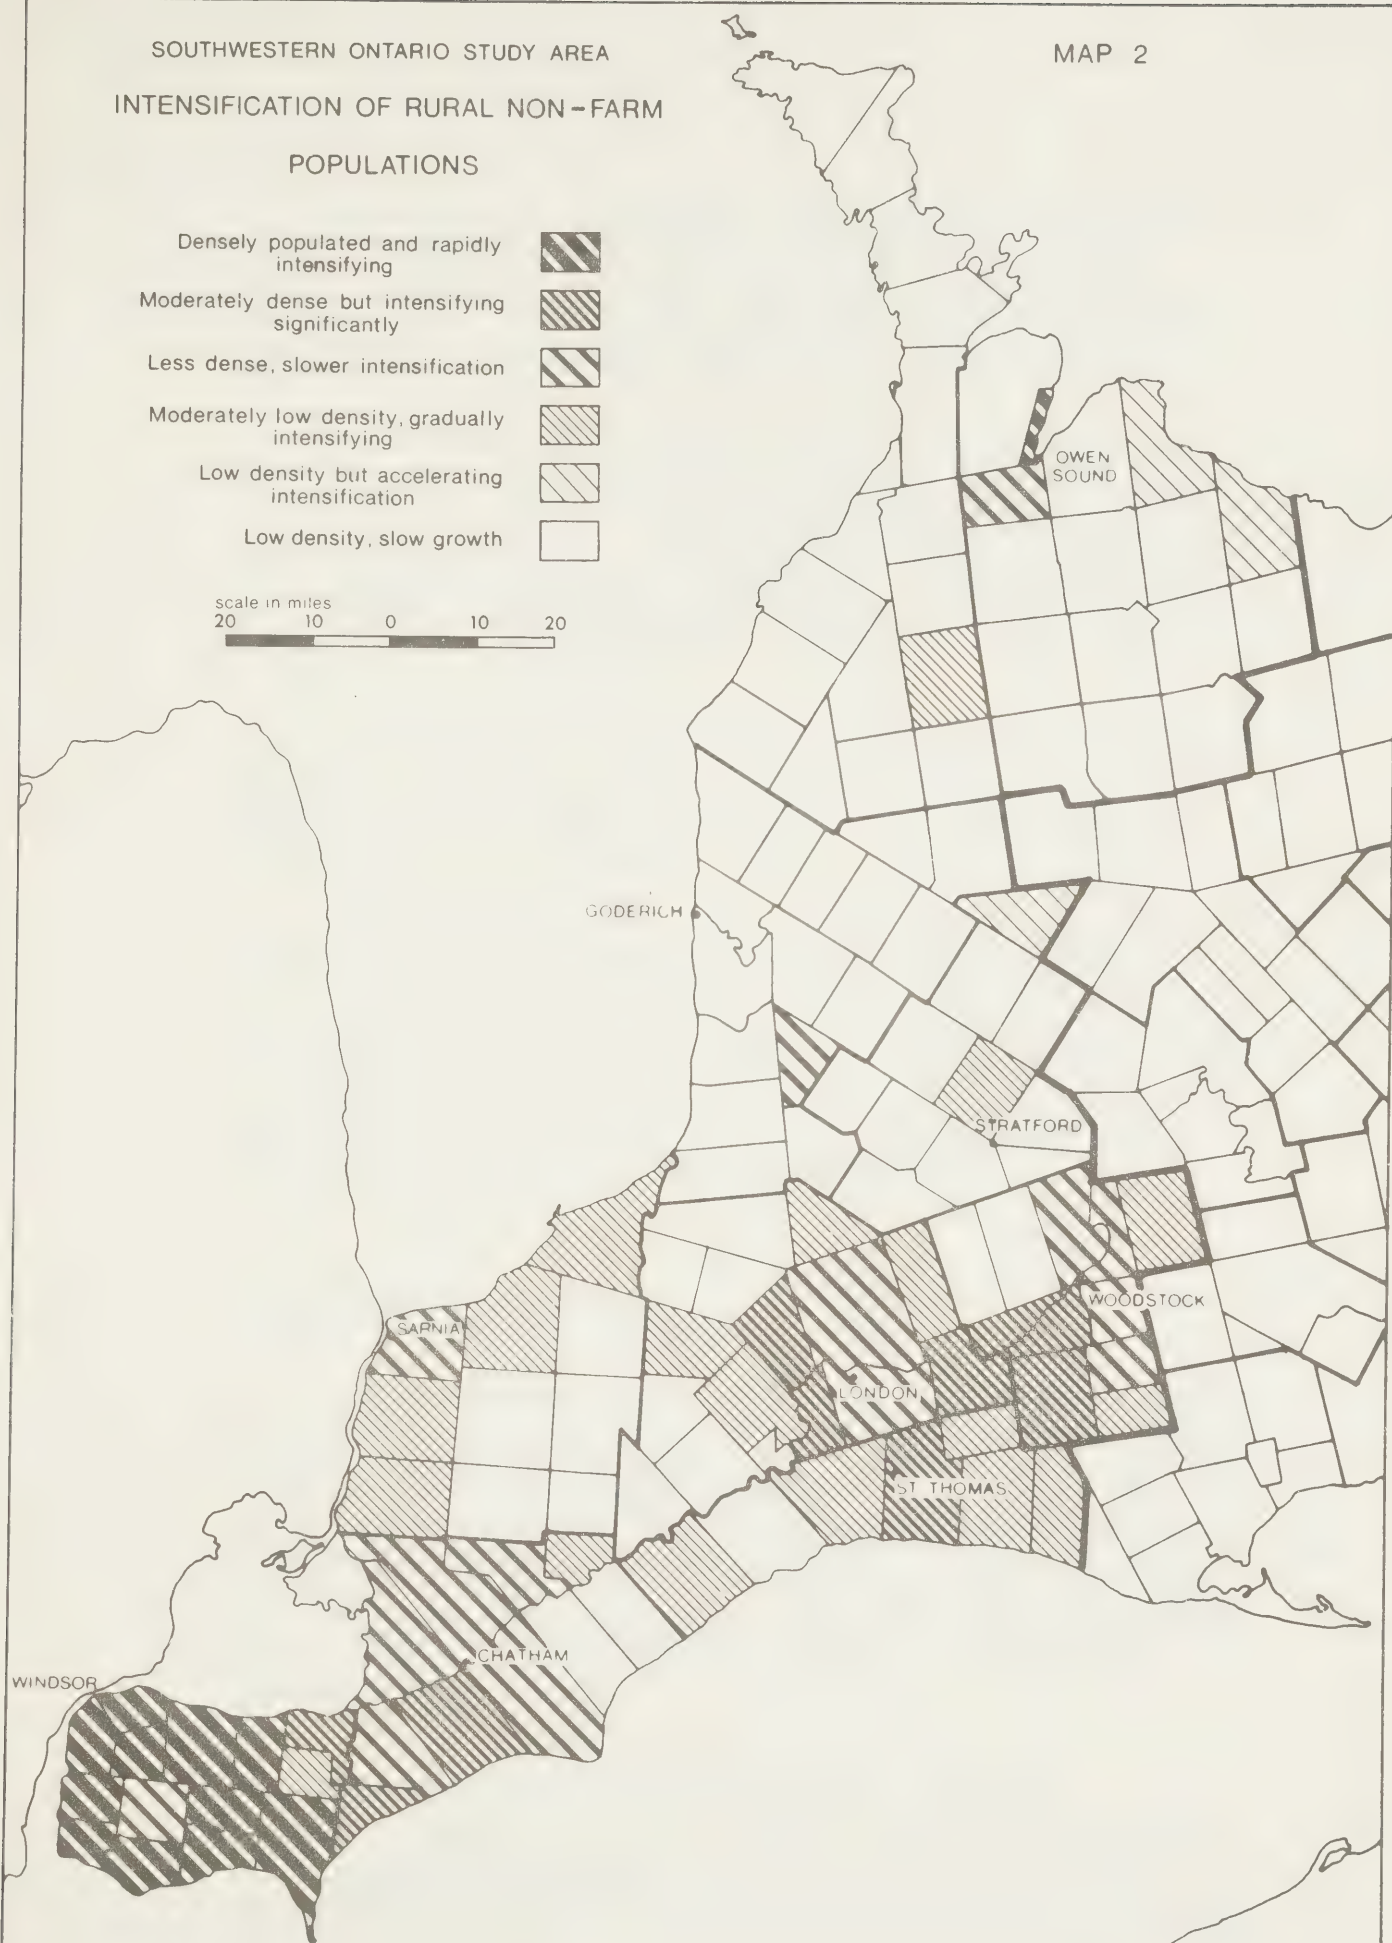 SOUTHWESTERN ONTARIO STUDY AREA
MAP 2
INTENSIFICATION OF RURAL NON-FARM
POPULATIONS
Densely populated and rapidly
intensifying
Moderately dense but intensifying
significantly
Less dense, slower intensification
Moderately low density, gradually
intensifying
Low density but accelerating
intensification
Low density, slow growth
scale in miles
20 10 0 10 20
OWEN
SOUND
GODERICH
STRATFORD
WOODSTOCK
SARNIA
LONDON
ST THOMAS
CHATHAM
WINDSOR